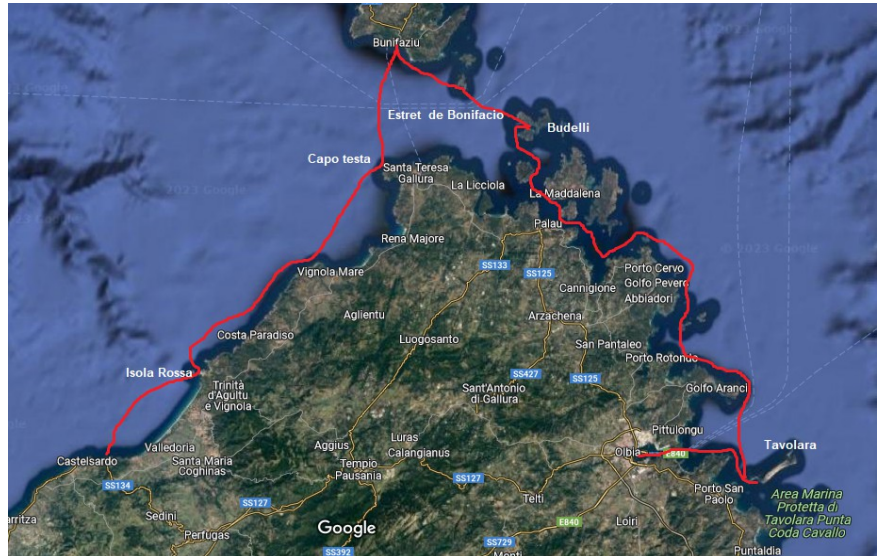 Bunifaziu
Estret de Bonifacio
Budelli
Capo testa
Santa Teresa
Gallura
La Licciola
La Maddalena
Palau
Rena Majore
© 2023 Google
Vignola Mare
SS133
SS125
Porto Cervo
Golfo Pevero
Abbiadori
Cannigione
Aglientu
Arzachena
Costa Paradiso
Luogosanto
San Pantaleo
Porto Rotondo
Isola Rossa
Trinità
d'Agultu
e Vignola
SS427
SS125
Sant'Antonio
di Gallura
Golfo Aranci
Pittulongu
Valledoria
Luras
Aggius
Calangianus
Olbia
E840
Tavolara
Castelsardo
Santa Maria
Coghinas
Tempio
Pausania
SS127
SS134
Porto San
Paolo
Area Marina
Protetta di
Tavolara Punta
Coda Cavallo
Telti
SS127
Sedini
E840
Loiri
Google
Perfugas
SS729
SS392
Puntaldia